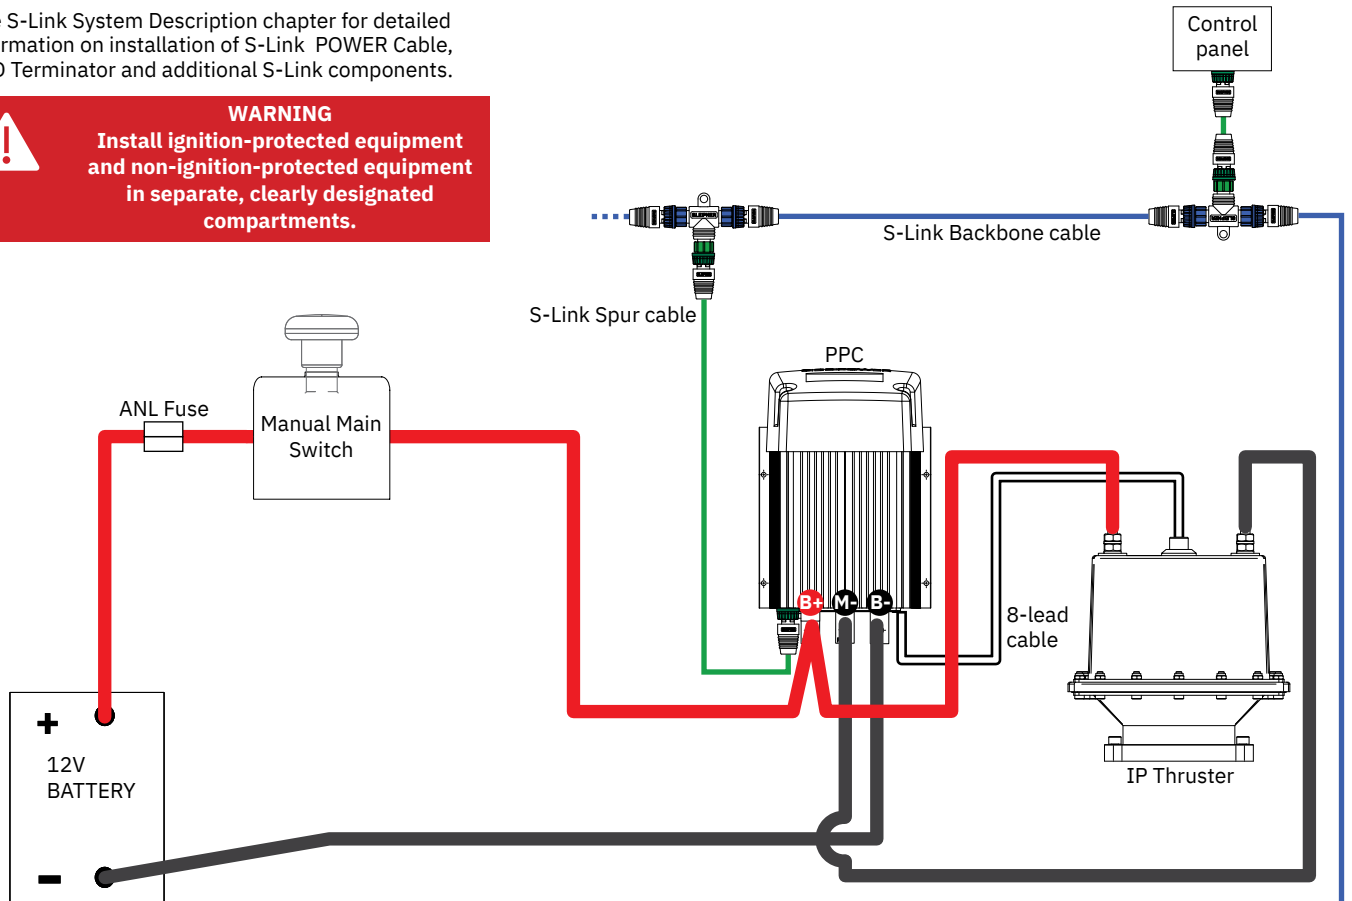 S-Link System Description chapter for detailed
on installation of S-Link POWER Cable,
Terminator and additional S-Link components.
WARNING
Install ignition-protected equipment
and non-ignition-protected equipment
in separate, clearly designated
compartments.
Control
panel
S-Link Backbone cable
S-Link Spur cable
PPC
ANL Fuse
Manual Main
Switch
B+ M- B-
8-lead
cable
+
12V
BATTERY
-
IP Thruster